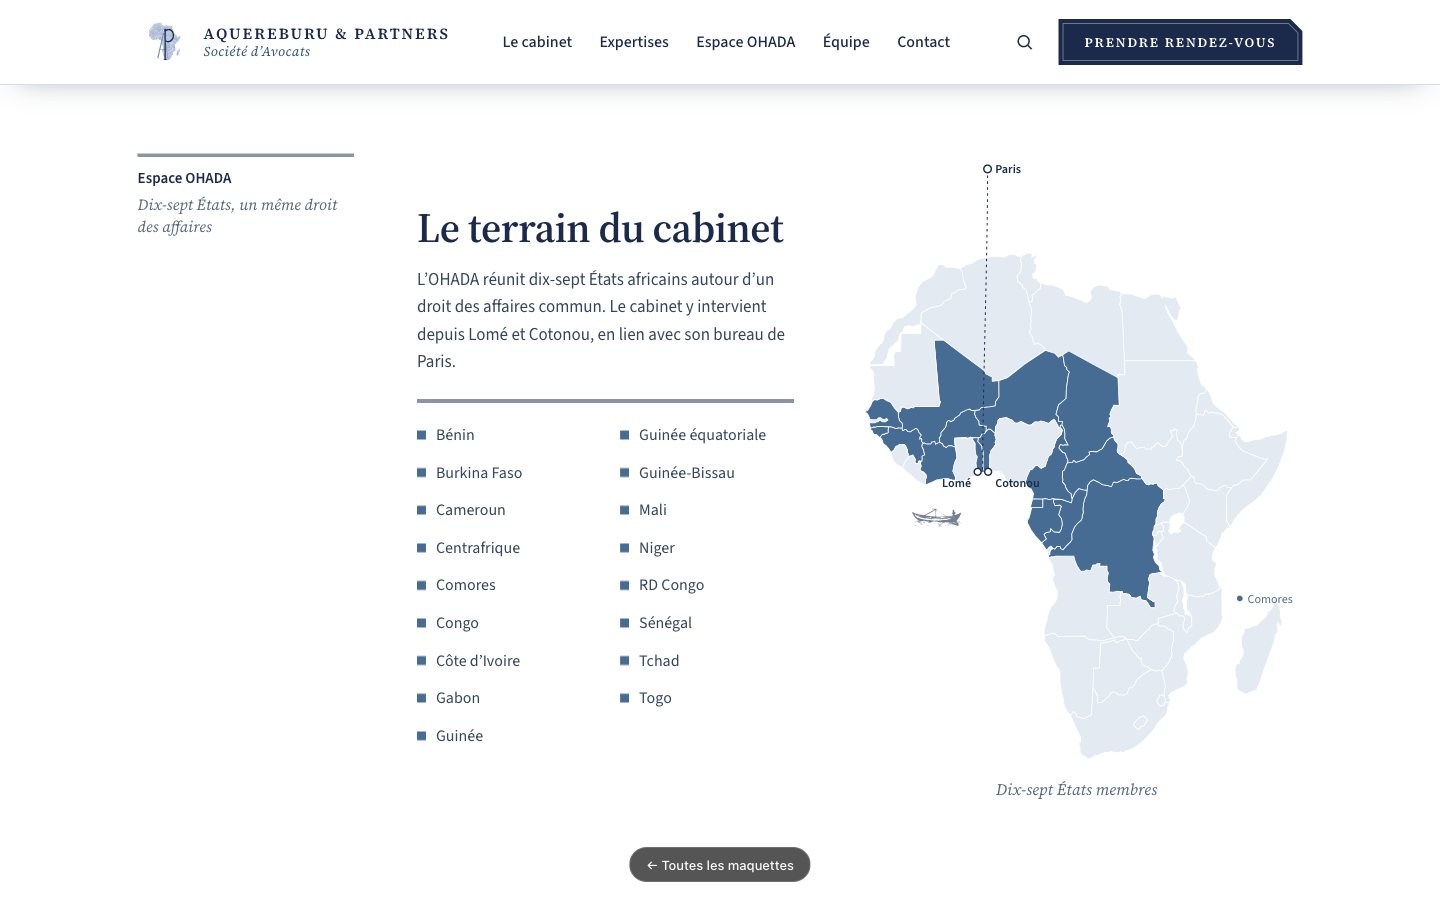 AQUEREBURU & PARTNERS
Société d’Avocats
Le cabinet
Expertises
Espace OHADA
Équipe
Contact
PRENDRE RENDEZ-VOUS
Espace OHADA
Dix-sept États, un même droit
des affaires
Le terrain du cabinet
L’OHADA réunit dix-sept États africains autour d’un
droit des affaires commun. Le cabinet y intervient
depuis Lomé et Cotonou, en lien avec son bureau de
Paris.
Bénin
Burkina Faso
Cameroun
Centrafrique
Comores
Congo
Côte d’Ivoire
Gabon
Guinée
Guinée équatoriale
Guinée-Bissau
Mali
Niger
RD Congo
Sénégal
Tchad
Togo
Paris
Lomé
Cotonou
Comores
Dix-sept États membres
← Toutes les maquettes